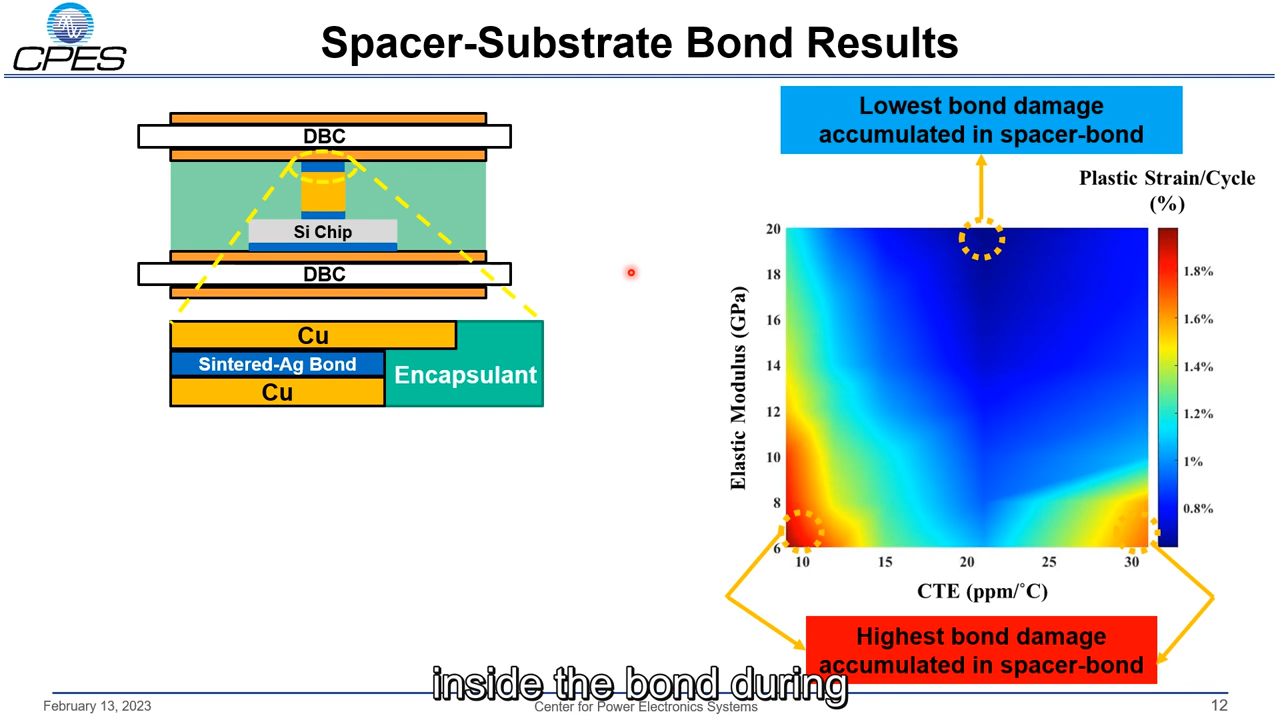 CPES
Spacer-Substrate Bond Results
DBC
Si Chip
DBC
Cu
Sintered-Ag Bond
Cu
Encapsulant
Lowest bond damage
accumulated in spacer-bond
Plastic Strain/Cycle
(%)
Elastic Modulus (GPa)
20
18
16
14
12
10
8
6
10
15
20
25
30
CTE (ppm/˚C)
1.8%
1.6%
1.4%
1.2%
1%
0.8%
Highest bond damage
accumulated in spacer-bond
inside the bond during
February 13, 2023
Center for Power Electronics Systems
12